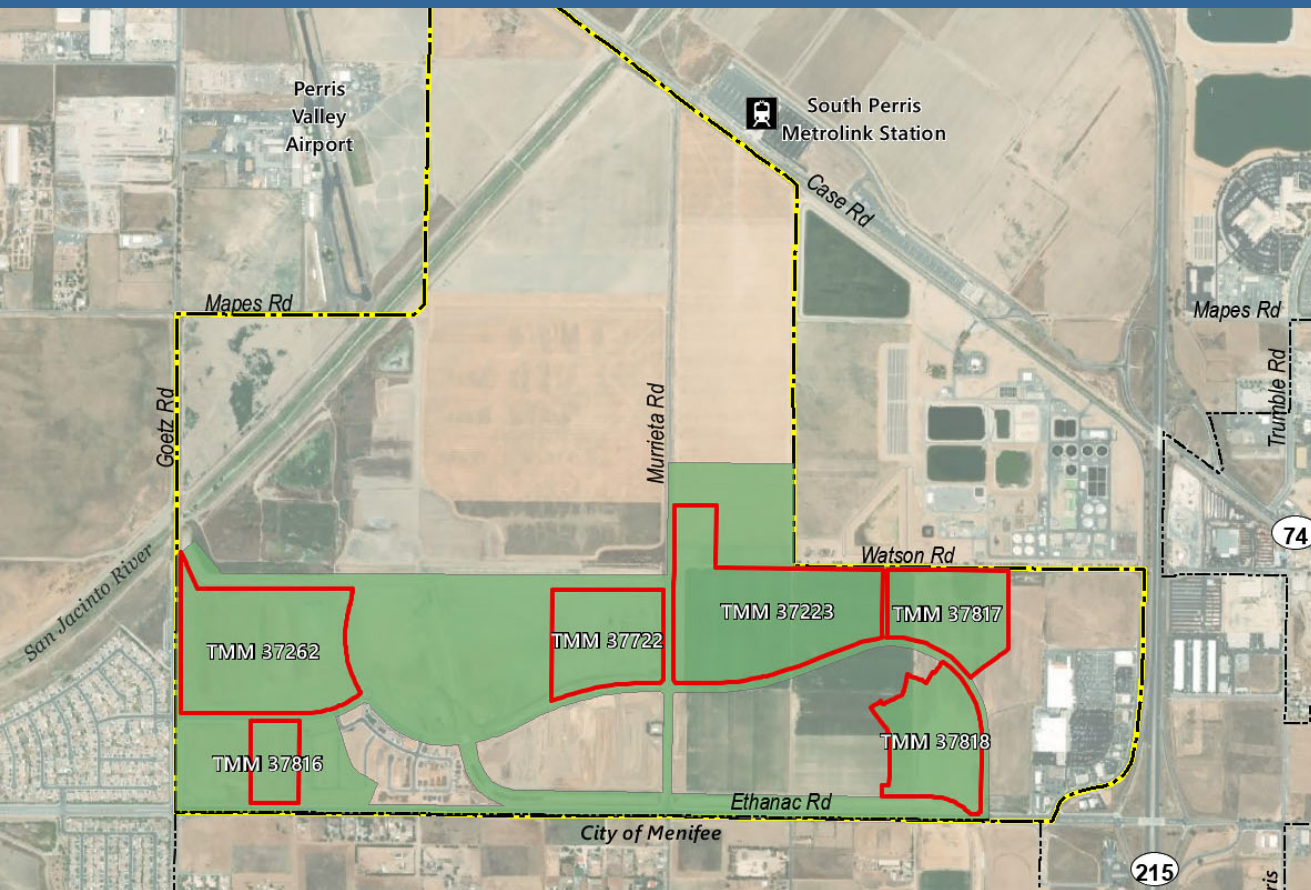 Perris
Valley
Airport
South Perris
Metrolink Station
Case Rd
Mapes Rd
Mapes Rd
Goetz Rd
Murrieta Rd
Trumble Rd
74
Watson Rd
San Jacinto River
TMM 37262
TMM 37722
TMM 37223
TMM 37817
TMM 37816
TMM 37818
Ethanac Rd
City of Menifee
215